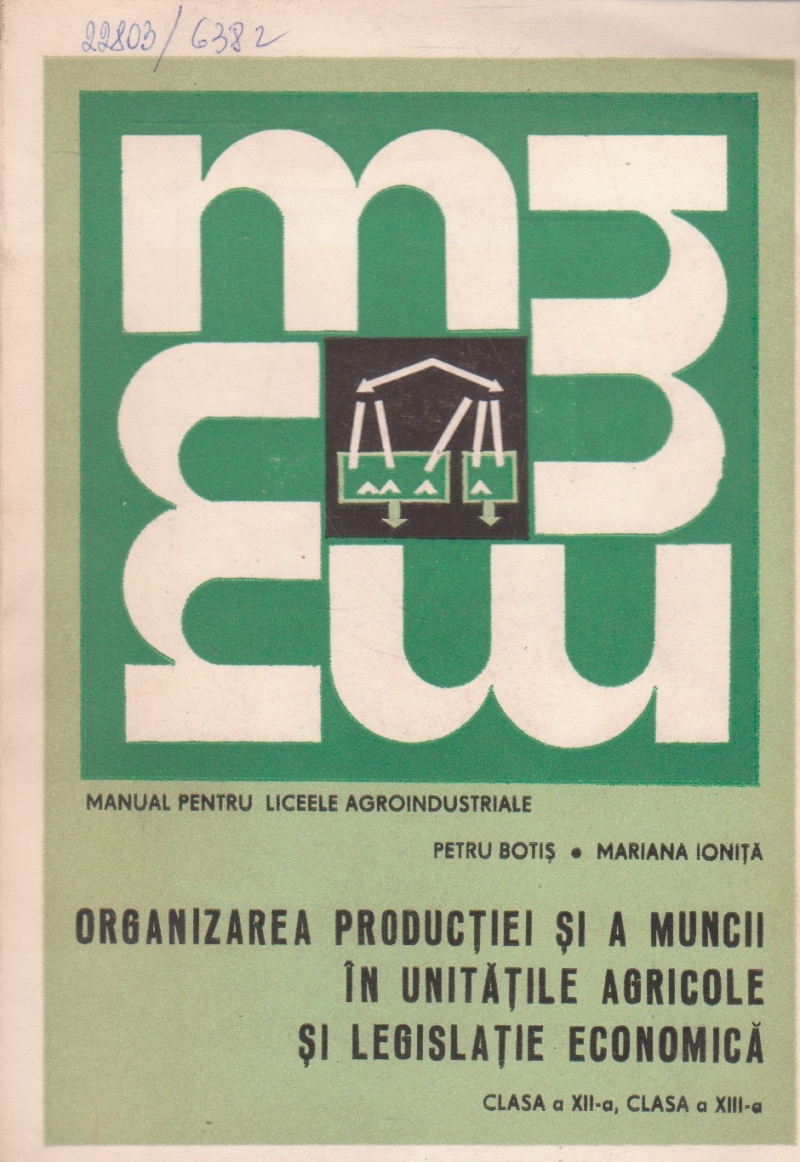 22803/6382
m
m
m
m
MANUAL PENTRU LICEELE AGROINDUSTRIALE
PETRU BOTIȘ • MARIANA IONIȚĂ
ORGANIZAREA PRODUCȚIEI ȘI A MUNCII
ÎN UNITĂȚILE AGRICOLE
ȘI LEGISLAȚIE ECONOMICĂ
CLASA a XII-a, CLASA a XIII-a